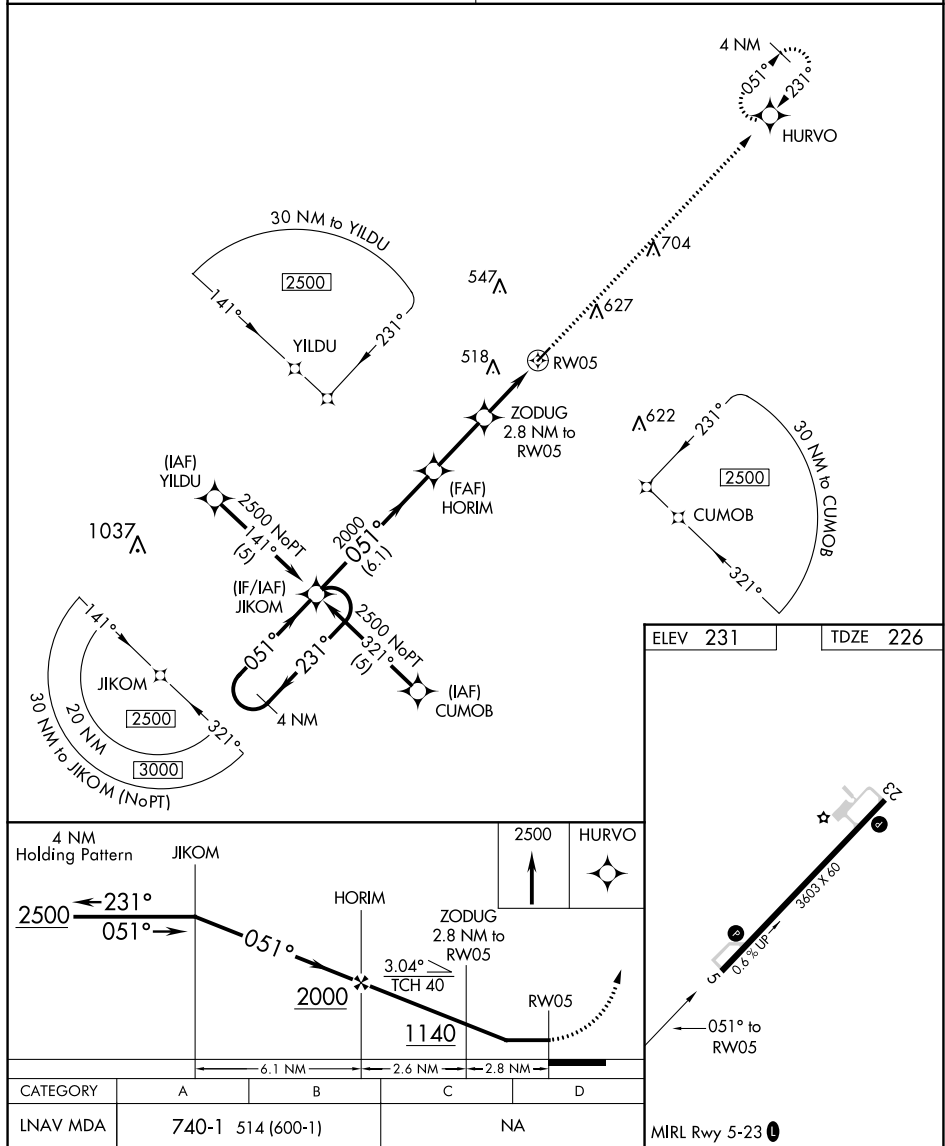 4 NM
051°
231°
HURVO
30 NM to YILDU
2500
141°
231°
YILDU
704
547
627
518
RW05
ZODUG
2.8 NM to
RW05
622
231°
30 NM to CUMOB
2500
CUMOB
321°
(FAF)
HORIM
(IAF)
YILDU
2500 NoPT
141°
(5)
2000
051°
(6.1)
1037
(IF/IAF)
JIKOM
2500 NoPT
321°
(5)
051°
231°
4 NM
(IAF)
CUMOB
141°
JIKOM
2500
321°
20 NM
3000
30 NM to JIKOM (NoPT)
ELEV 231
TDZE 226
23
P
3603 X 60
P
0.6% UP
5
051° to
RW05
MIRL Rwy 5-23 L
4 NM
Holding Pattern
JIKOM
2500
HURVO
231°
2500
051°
051°
HORIM
ZODUG
2.8 NM to
RW05
3.04°
TCH 40
2000
RW05
1140
6.1 NM
2.6 NM
2.8 NM
CATEGORY A B C D
LNAV MDA 740-1 514 (600-1) NA